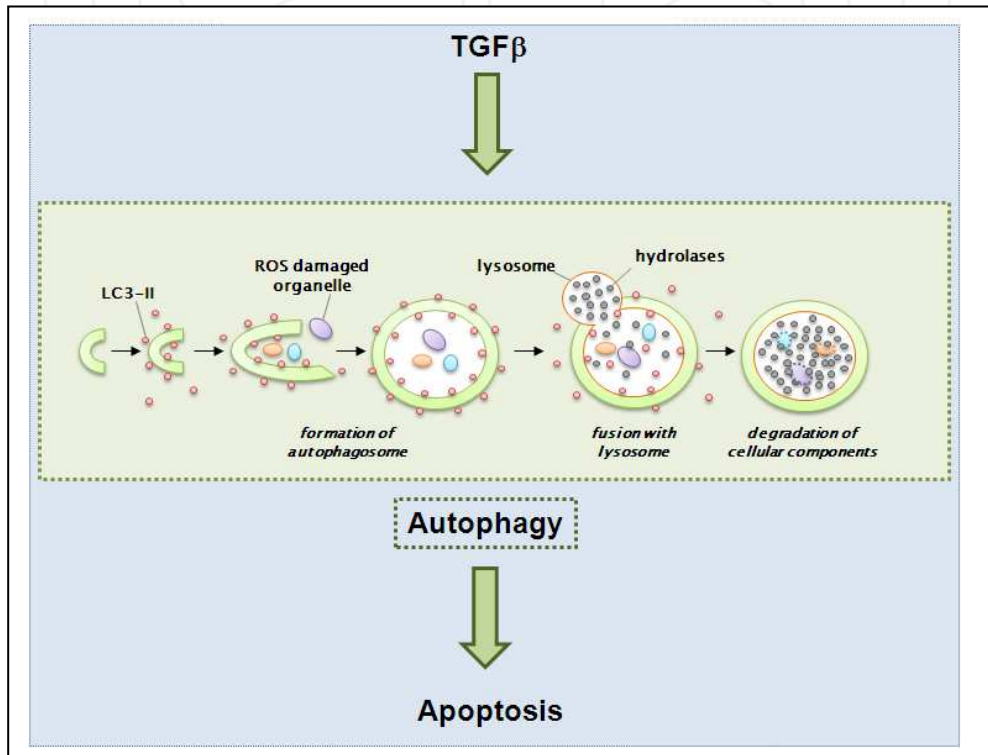 TGFβ
LC3-II
ROS damaged
organelle
lysosome
hydrolases
formation of
autophagosome
fusion with
lysosome
degradation of
cellular components
Autophagy
Apoptosis